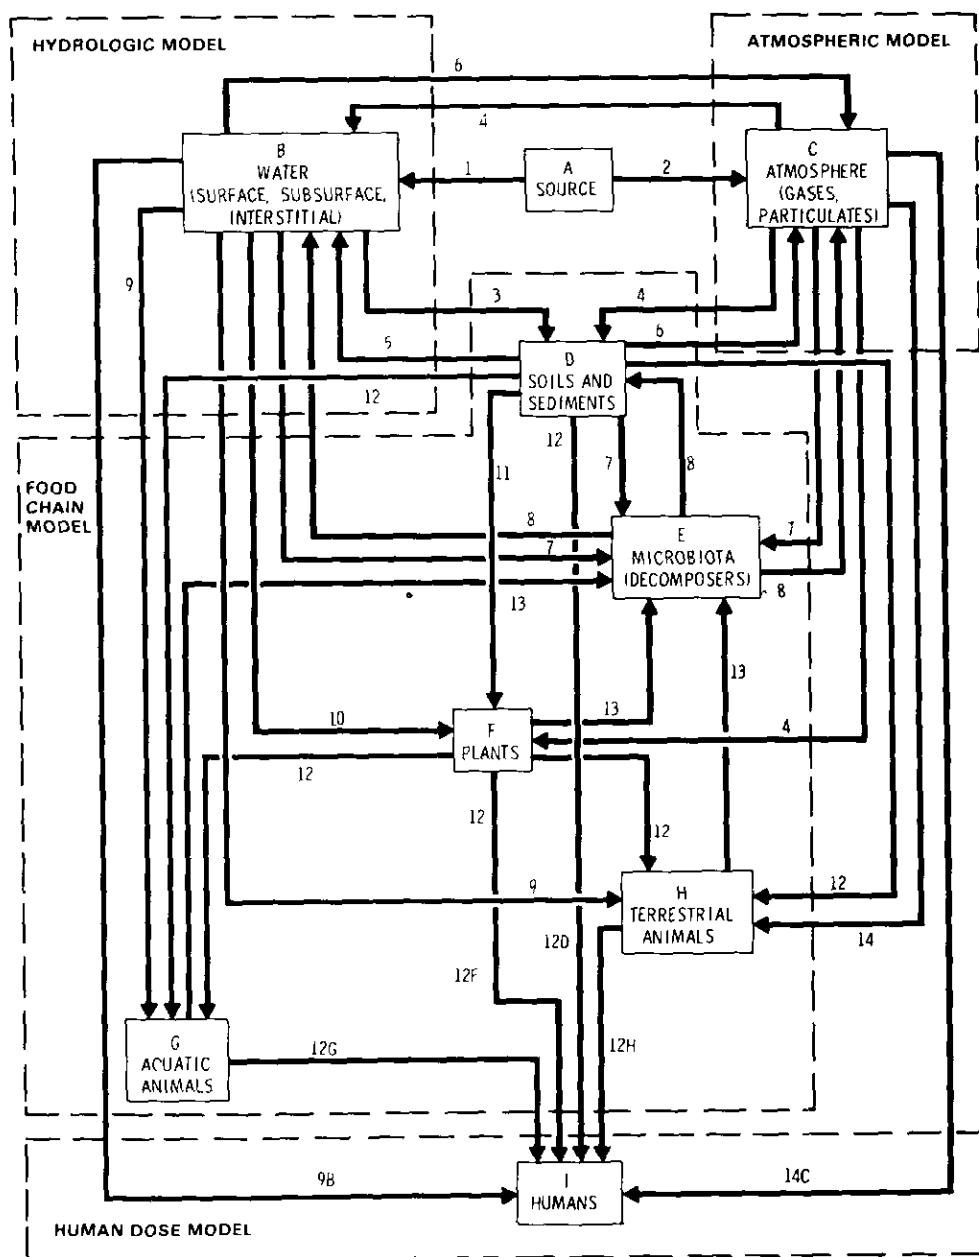 HYDROLOGIC MODEL
ATMOSPHERIC MODEL
6
4
B
WATER
(SURFACE, SUBSURFACE,
INTERSTITIAL)
1
A
SOURCE
2
C
ATMOSPHERE
(GASES,
PARTICULATES)
9
3
4
5
6
12
D
SOILS AND
SEDIMENTS
12
11
7
8
FOOD
CHAIN
MODEL
8
7
E
MICROBIOTA
(DECOMPOSERS)
7
8
13
13
10
F
PLANTS
13
4
12
12
12
9
H
TERRESTRIAL
ANIMALS
12
14
12D
12F
12H
G
AQUATIC
ANIMALS
12G
9B
I
HUMANS
14C
HUMAN DOSE MODEL